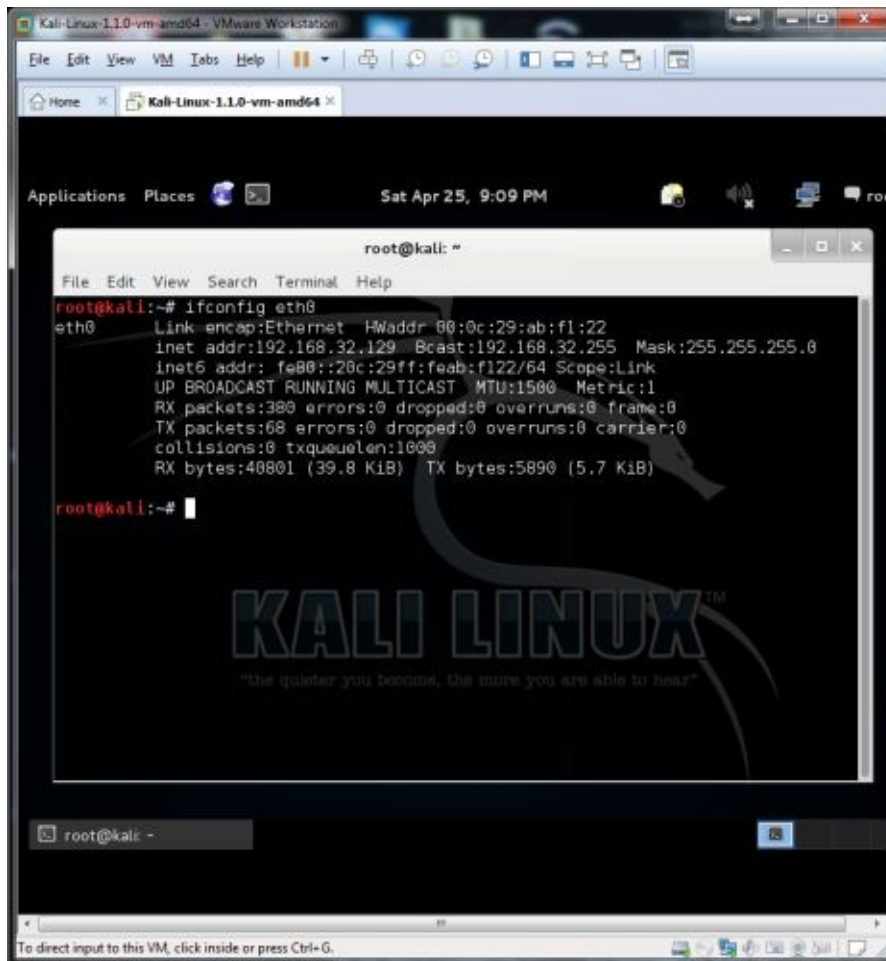 Kali-Linux-1.1.0-vm-amd64 - VMware Workstation
File Edit View VM Tabs Help
Home Kali-Linux-1.1.0-vm-amd64
Applications Places Sat Apr 25, 9:09 PM ro
root@kali: ~
File Edit View Search Terminal Help
root@kali:~# ifconfig eth0
eth0 Link encap:Ethernet HWaddr 00:0c:29:ab:f1:22
inet addr:192.168.32.129 Bcast:192.168.32.255 Mask:255.255.255.0
inet6 addr: fe80::20c:29ff:feab:f122/64 Scope:Link
UP BROADCAST RUNNING MULTICAST MTU:1500 Metric:1
RX packets:380 errors:0 dropped:0 overruns:0 frame:0
TX packets:68 errors:0 dropped:0 overruns:0 carrier:0
collisions:0 txqueuelen:1000
RX bytes:40801 (39.8 KiB) TX bytes:5890 (5.7 KiB)
root@kali:~#
KALI LINUX™
"the quieter you become, the more you are able to hear"
root@kali: ~
To direct input to this VM, click inside or press Ctrl+G.